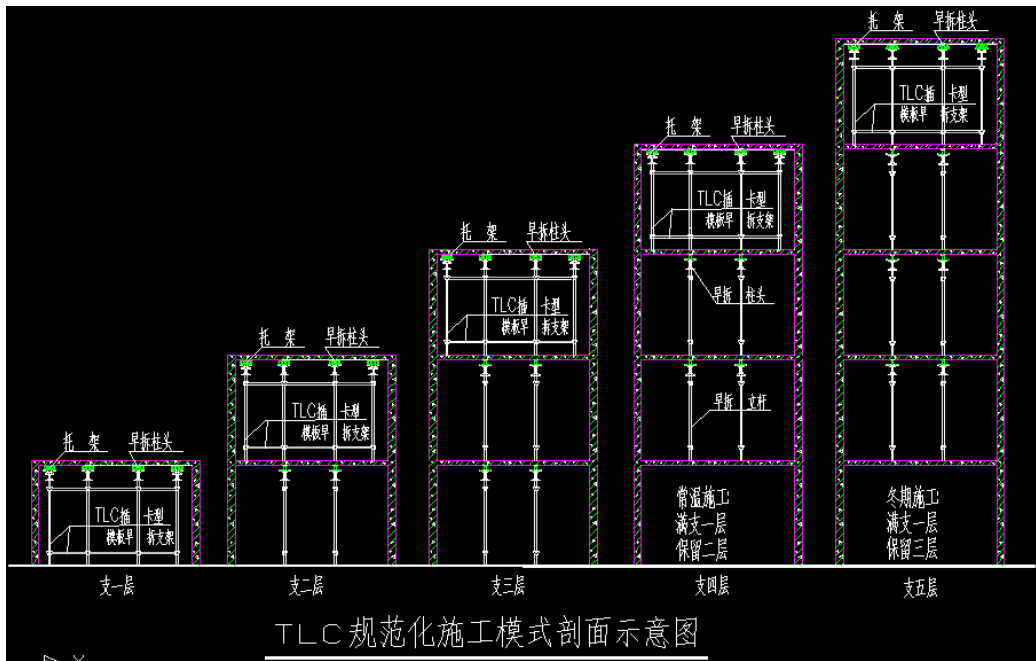 托 架 早拆柱头
TLC插 卡型
模板早 拆支架
托 架 早拆柱头
TLC插 卡型
模板早 拆支架
早拆 柱头
早拆 立杆
常温施工
满支一层
保留二层
冬期施工
满支一层
保留三层
托 架 早拆柱头
TLC插 卡型
模板早 拆支架
托 架 早拆柱头
TLC插 卡型
模板早 拆支架
托 架 早拆柱头
TLC插 卡型
模板早 拆支架
支一层 支二层 支三层 支四层 支五层
TLC规范化施工模式剖面示意图